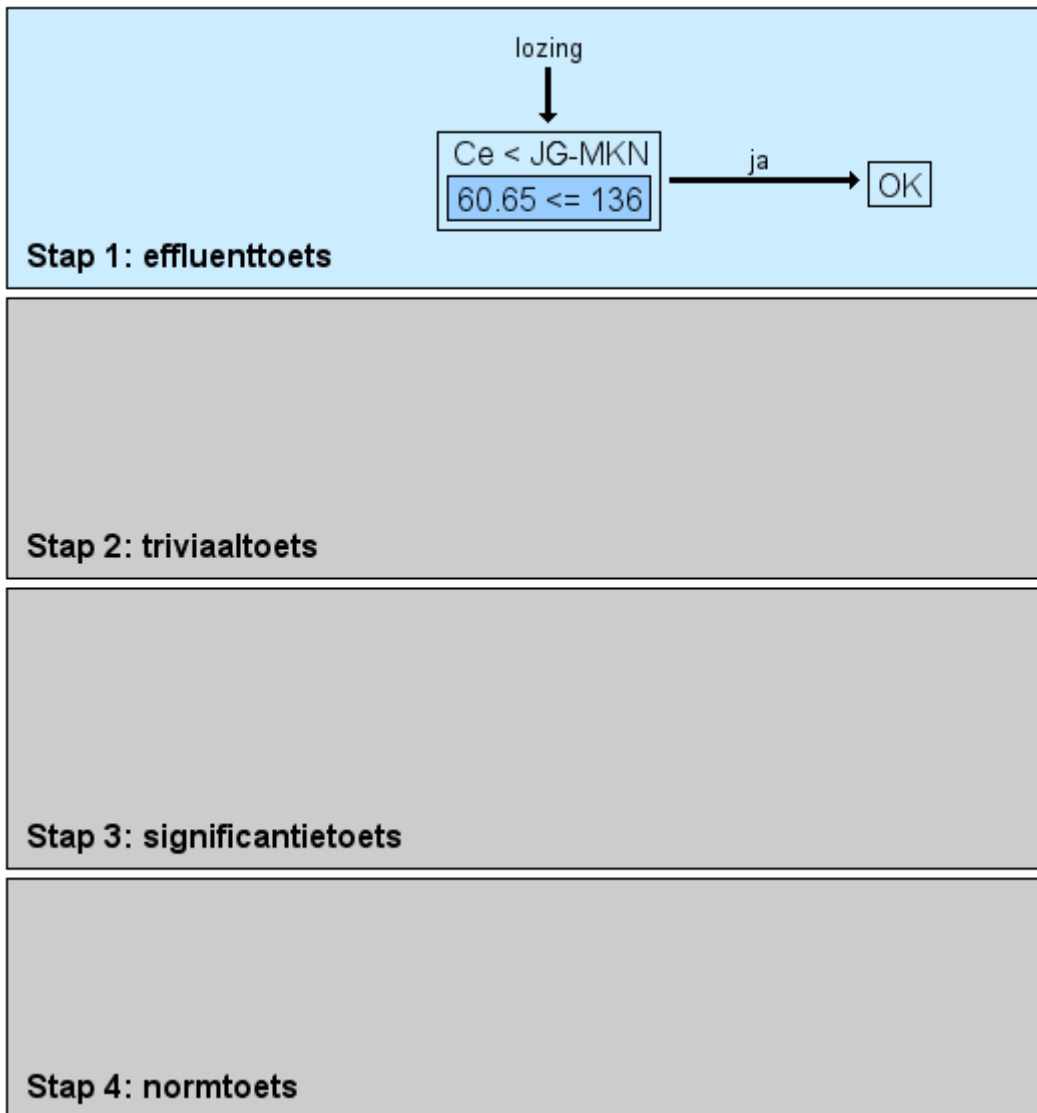 lozing
Ce < JG-MKN
60.65 <= 136
ja
OK
Stap 1: effluenttoets
Stap 2: triviaaltoets
Stap 3: significantietoets
Stap 4: normtoets